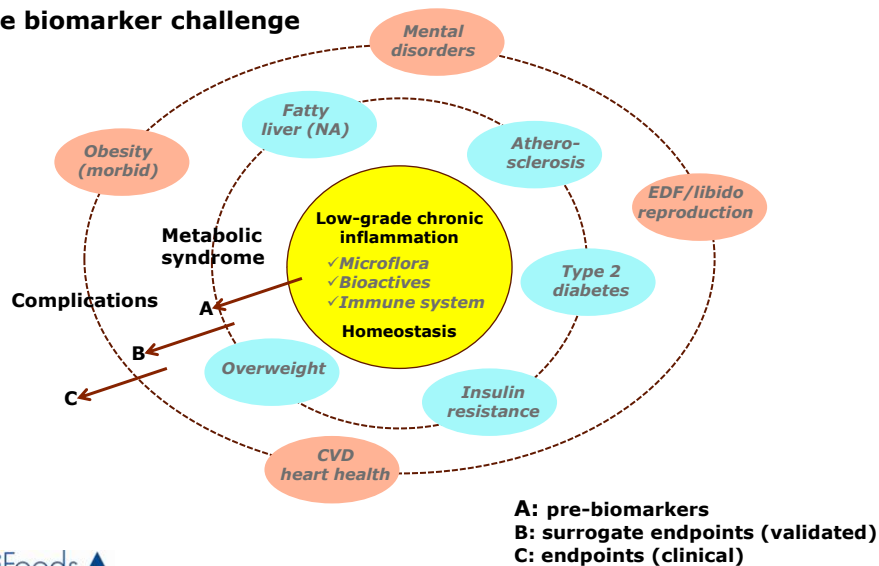 e biomarker challenge
Mental
disorders
Fatty
liver (NA)
Athero-
sclerosis
Obesity
(morbid)
EDF/libido
reproduction
Low-grade chronic
inflammation
Metabolic
syndrome
✓Microflora
✓Bioactives
✓Immune system
Type 2
diabetes
Complications
A
Homeostasis
B
Overweight
C
Insulin
resistance
CVD
heart health
A: pre-biomarkers
B: surrogate endpoints (validated)
C: endpoints (clinical)